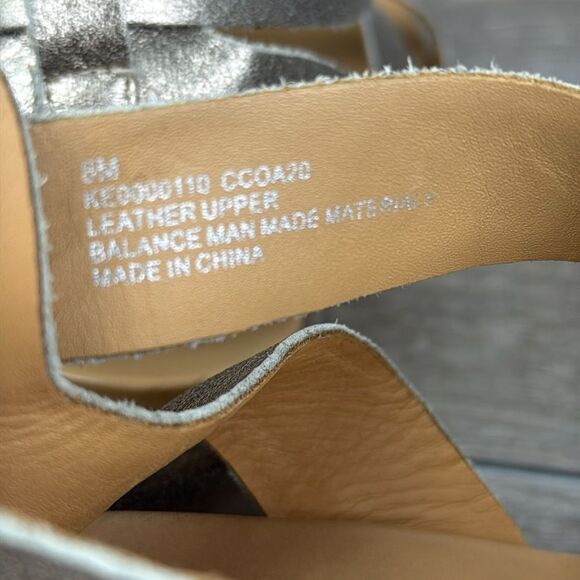 8M
KE0000110 CCOA20
LEATHER UPPER
BALANCE MAN MADE MATERIALS
MADE IN CHINA